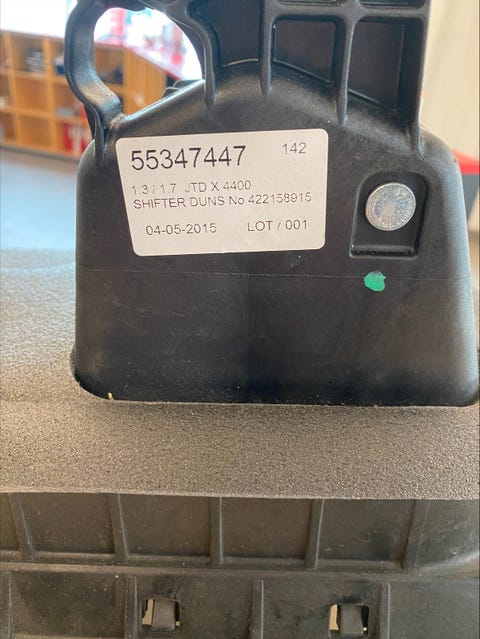 55347447 142
1.3 / 1.7 JTD X 4400
SHIFTER DUNS No 422158915
04-05-2015 LOT / 001